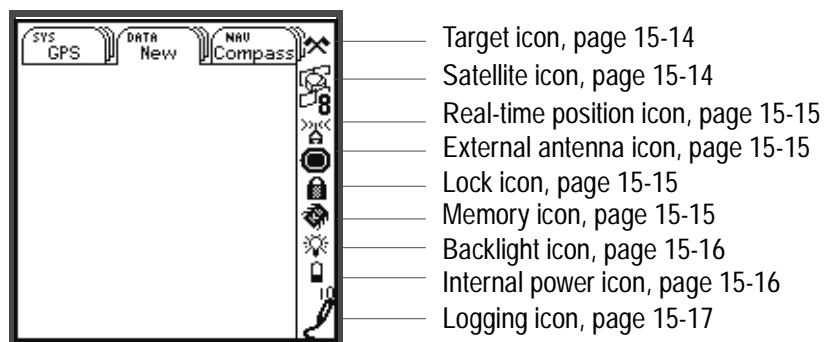 SYS DATA NAV
GPS New Compass
8
10
Target icon, page 15-14
Satellite icon, page 15-14
Real-time position icon, page 15-15
External antenna icon, page 15-15
Lock icon, page 15-15
Memory icon, page 15-15
Backlight icon, page 15-16
Internal power icon, page 15-16
Logging icon, page 15-17